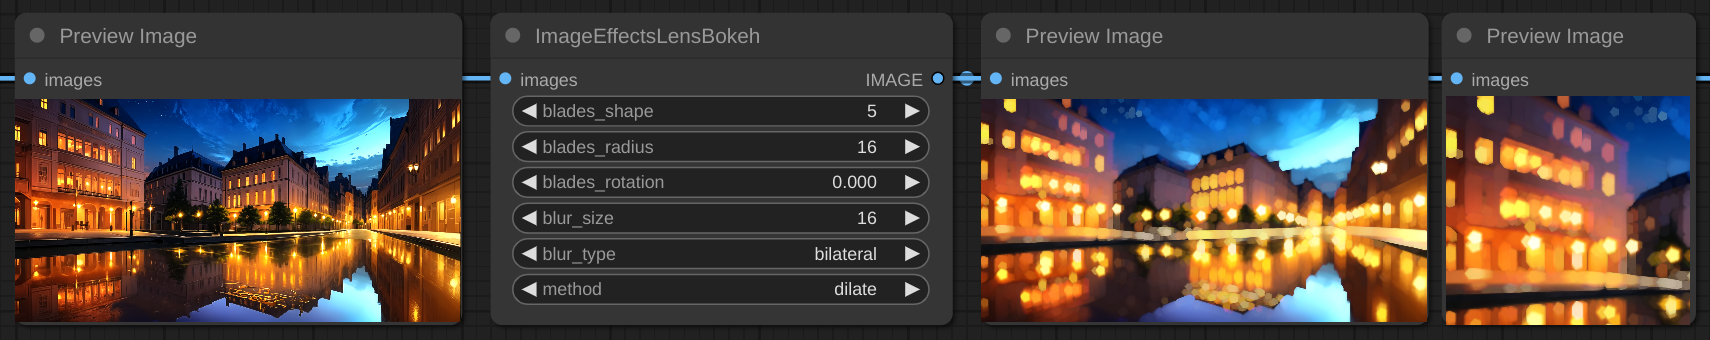 Preview Image
images
ImageEffectsLensBokeh
images IMAGE
blades_shape 5
blades_radius 16
blades_rotation 0.000
blur_size 16
blur_type bilateral
method dilate
Preview Image
images
Preview Image
images